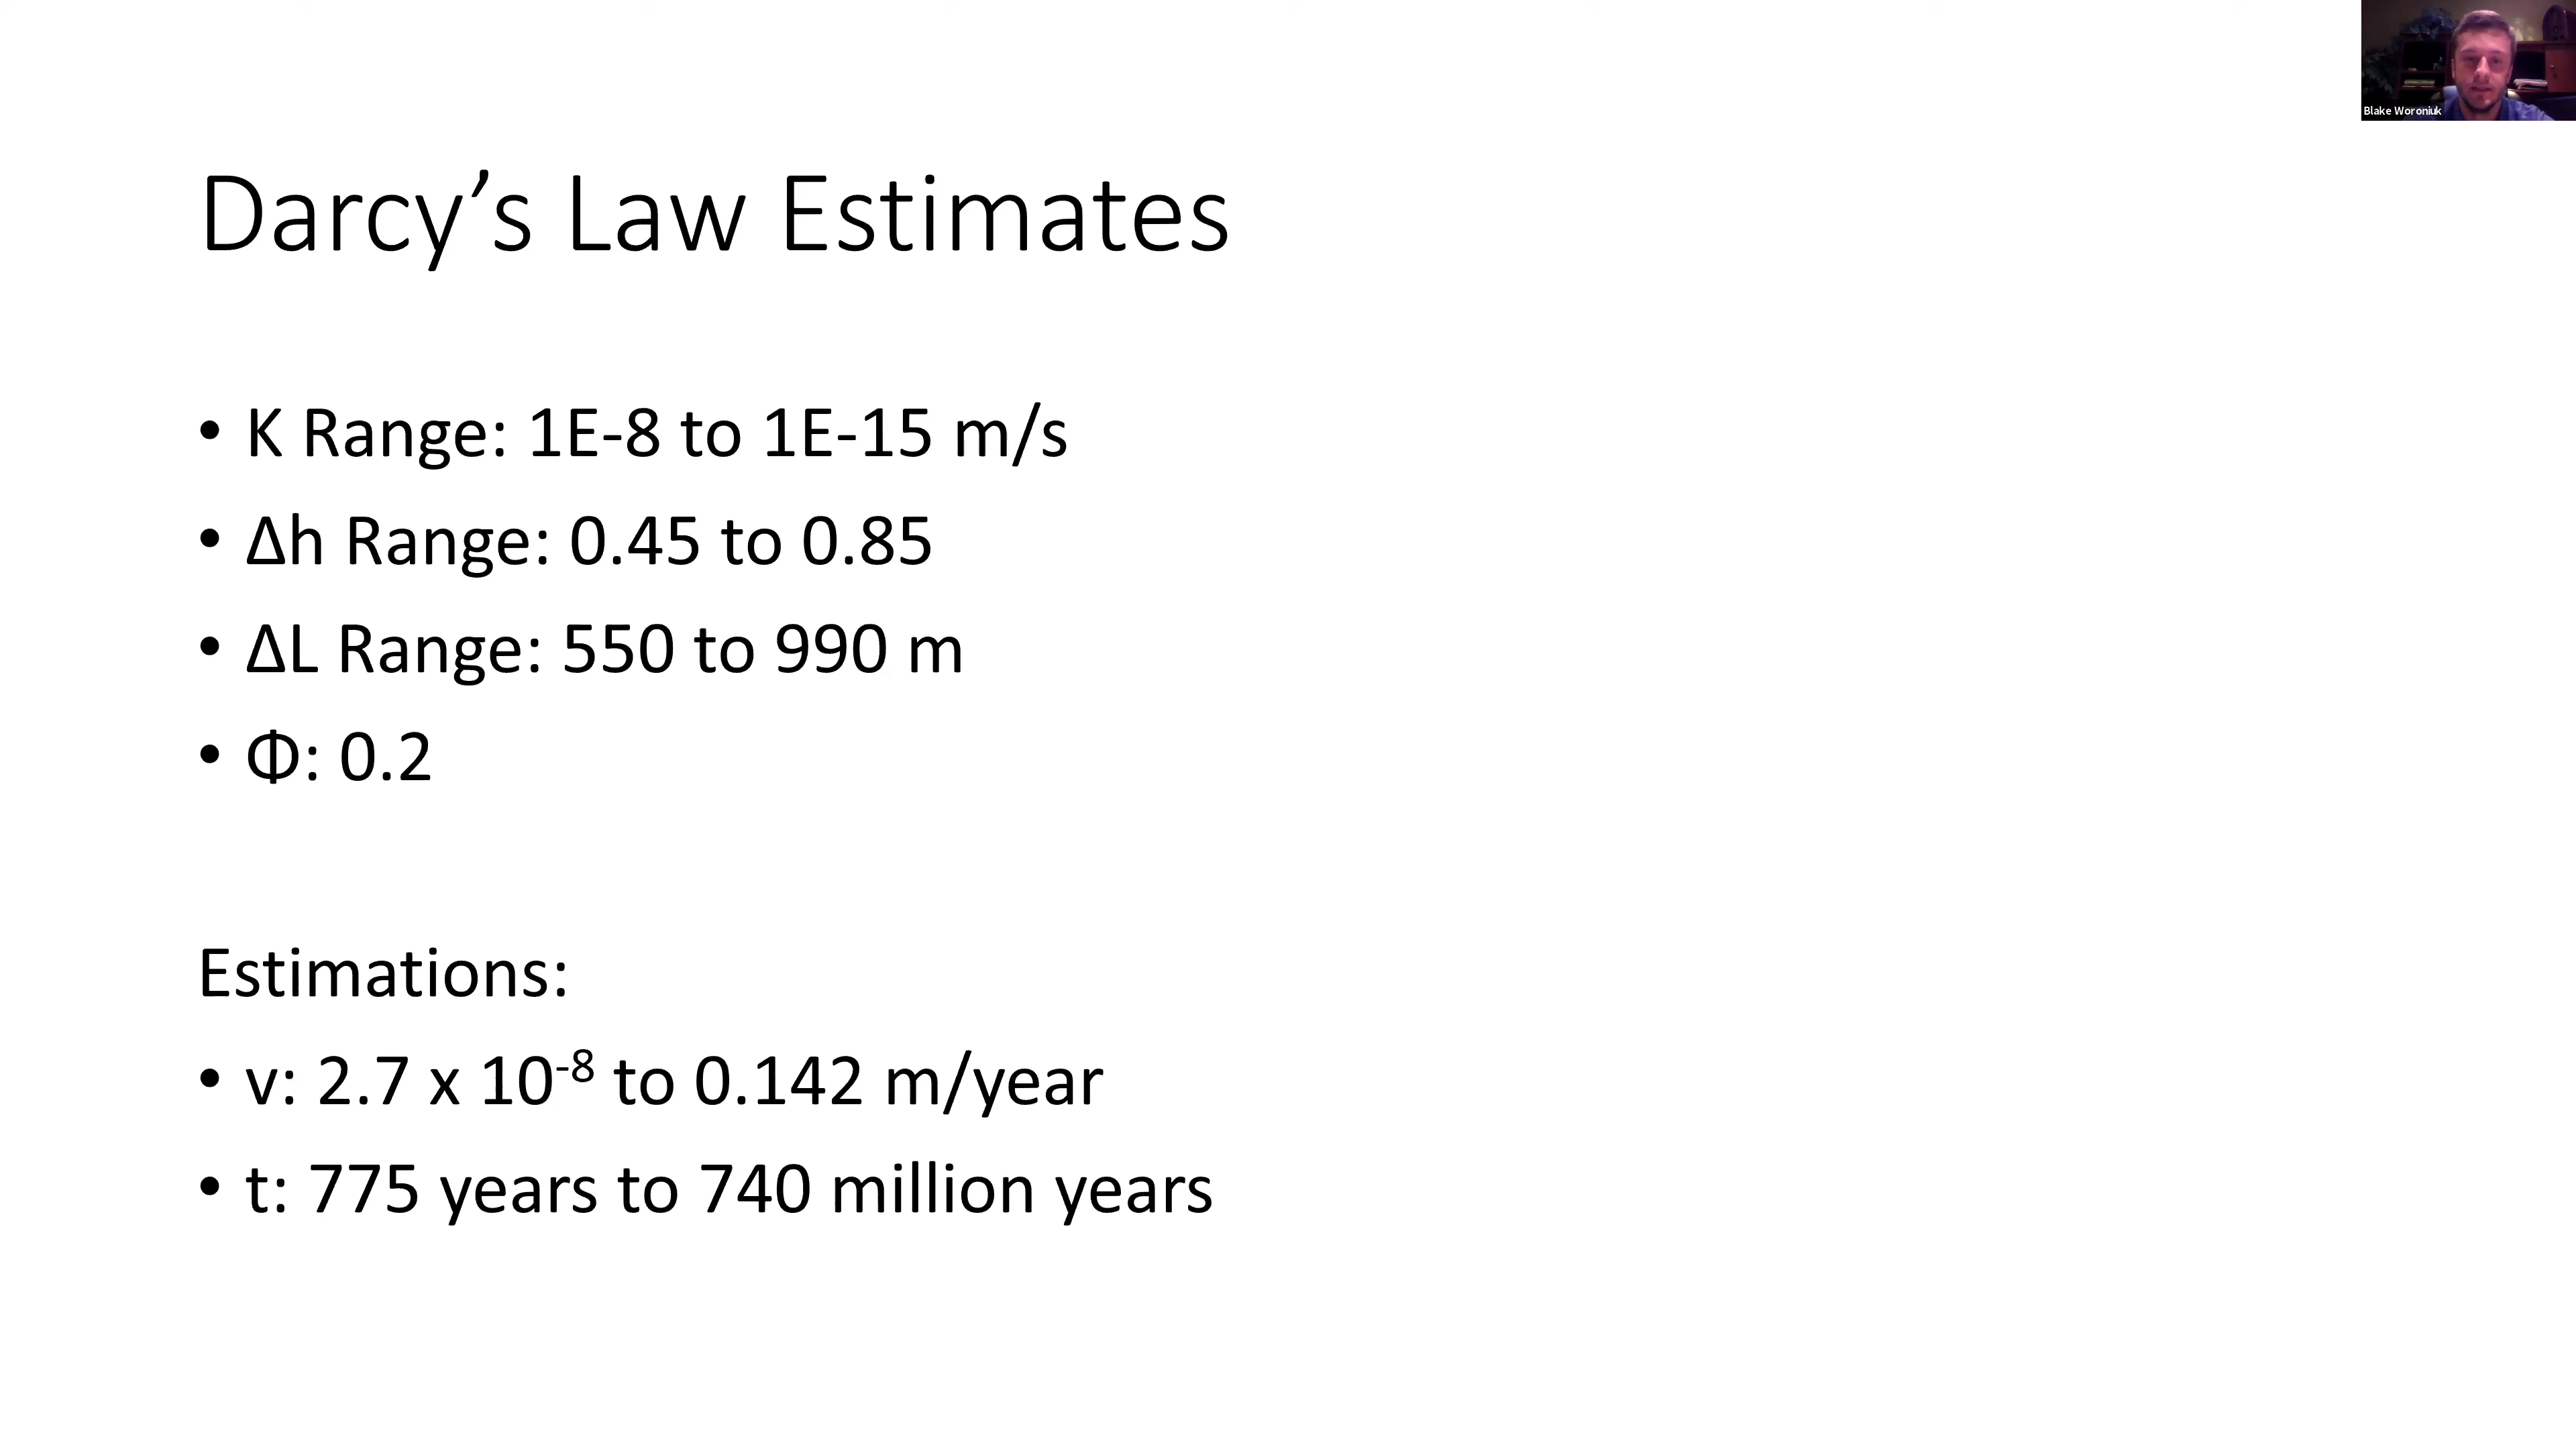 Blake Woroniuk
Darcy’s Law Estimates
• K Range: 1E-8 to 1E-15 m/s
• Δh Range: 0.45 to 0.85
• ΔL Range: 550 to 990 m
• Φ: 0.2
Estimations:
• v: 2.7 x 10⁻⁸ to 0.142 m/year
• t: 775 years to 740 million years